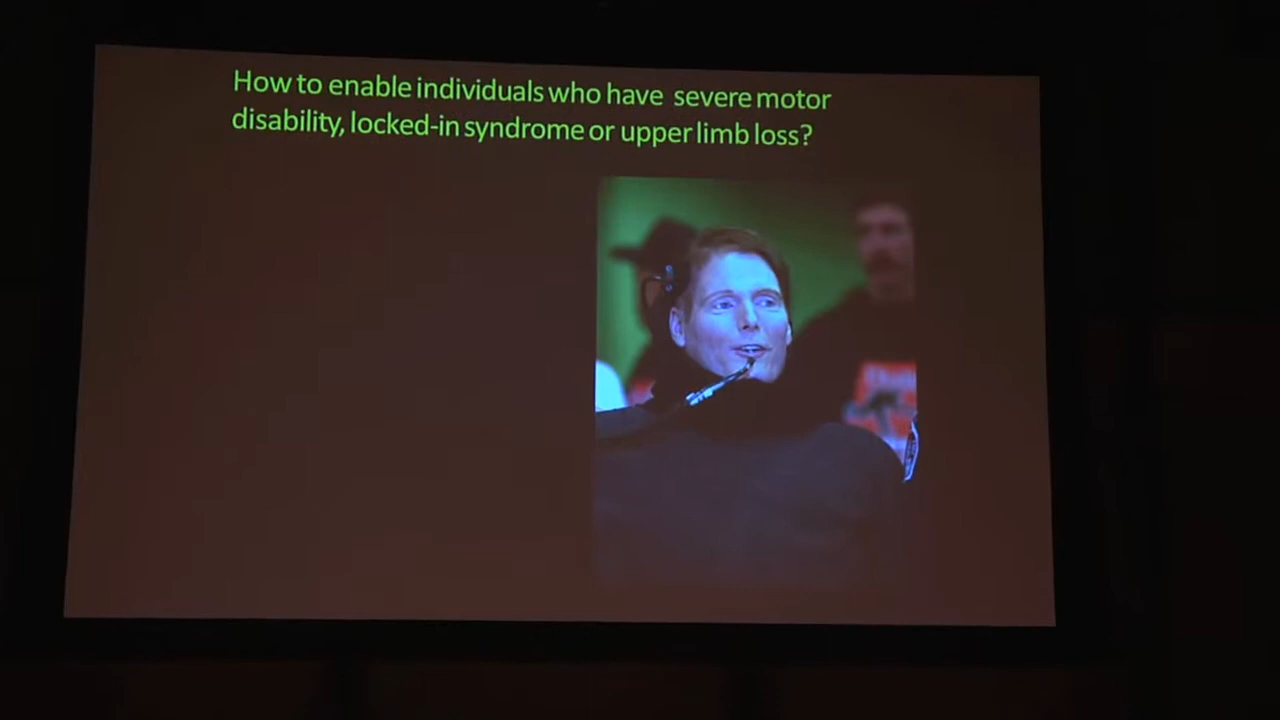 How to enable individuals who have severe motor
disability, locked-in syndrome or upper limb loss?